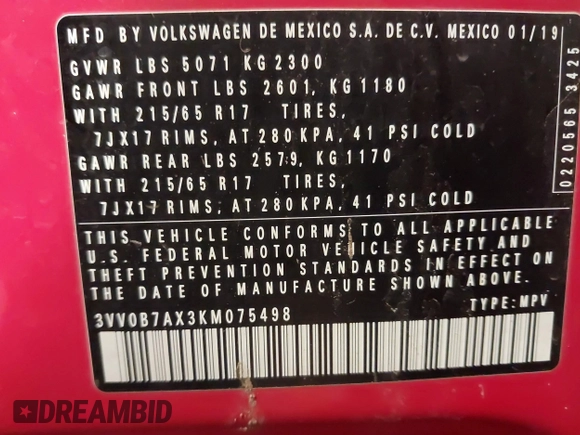 MFD BY VOLKSWAGEN DE MEXICO S.A. DE C.V. MEXICO 01/19
GVWR LBS 5071 KG 2300
GAWR FRONT LBS 2601, KG 1180
WITH 215/65 R17 TIRES,
7JX17 RIMS, AT 280 KPA, 41 PSI COLD
GAWR REAR LBS 2579, KG 1170
WITH 215/65 R17 TIRES,
7JX17 RIMS, AT 280 KPA, 41 PSI COLD
0220565 3425
THIS VEHICLE CONFORMS TO ALL APPLICABLE
U.S. FEDERAL MOTOR VEHICLE SAFETY AND
THEFT PREVENTION STANDARDS IN EFFECT ON
THE DATE OF MANUFACTURE SHOWN ABOVE.
3VV0B7AX3KM075498 TYPE: MPV
DREAMBID